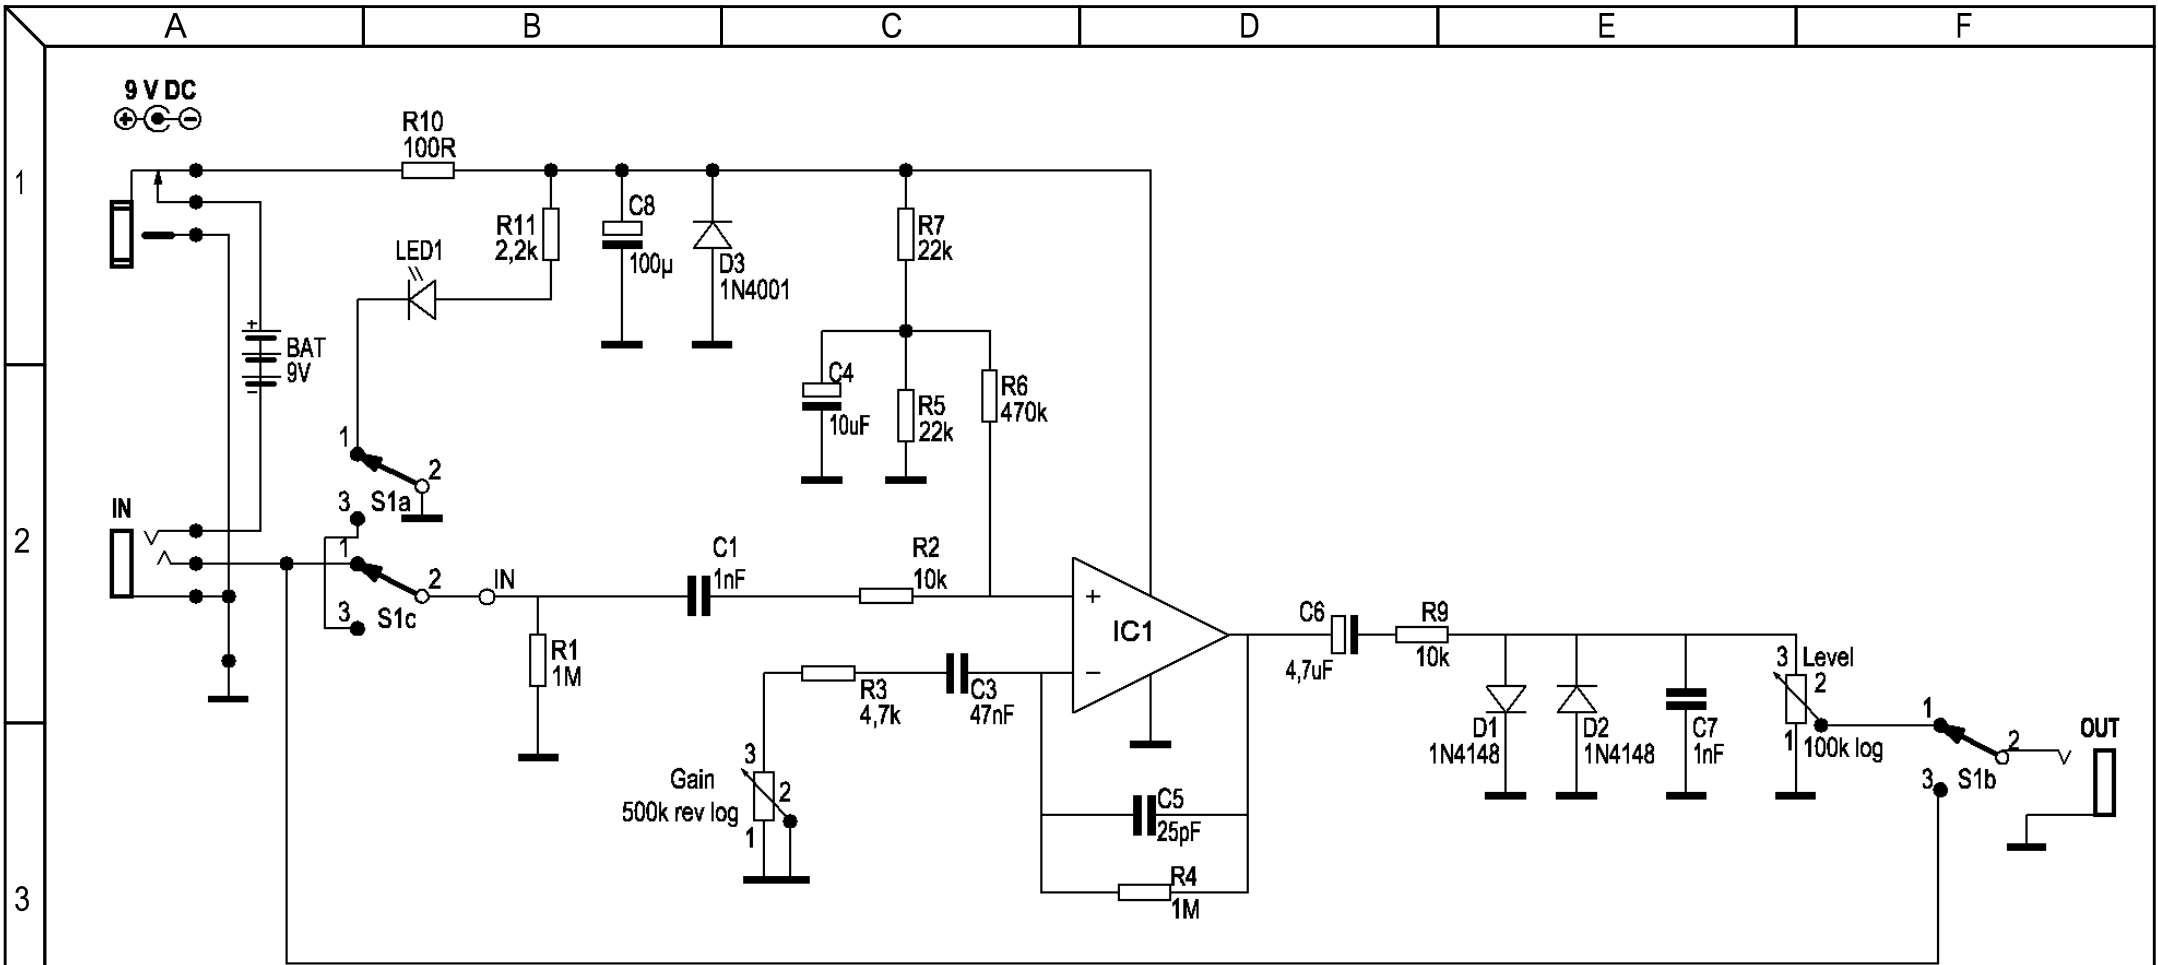 A B C D E F
9 V DC
+ −
1
R10
100R
R11
2,2k
C8
100µ
LED1
D3
1N4001
R7
22k
+
BAT
9V
−
C4
10uF
R5
22k
R6
470k
2
1
2
3 S1a
IN
1
2
3 S1c
IN
C1
1nF
R2
10k
R1
1M
+
IC1
−
R3
4,7k
C3
47nF
C6
4,7uF
R9
10k
D1
1N4148
D2
1N4148
C7
1nF
3 Level
2
1 100k log
1
2
3 S1b
OUT
3
Gain
500k rev log
3
2
1
C5
25pF
R4
1M